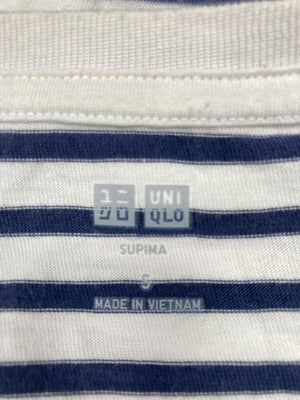 ユニ UNI
クロ QLO
SUPIMA
S
MADE IN VIETNAM